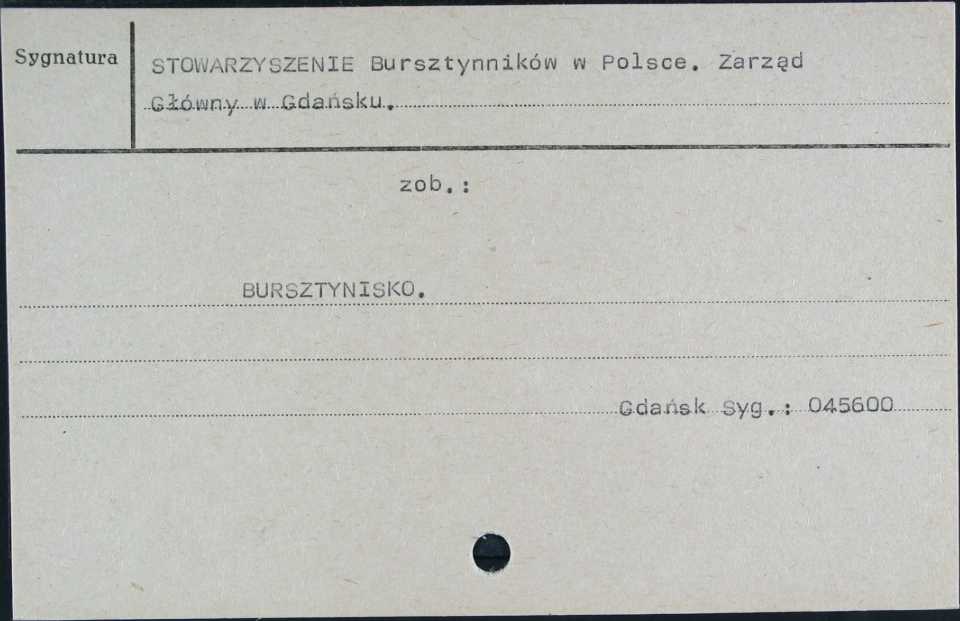 Sygnatura
STOWARZYSZENIE Bursztynników w Polsce. Zarząd
Główny w Gdańsku.
zob.:
BURSZTYNISKO.
Gdańsk Syg.: 045600